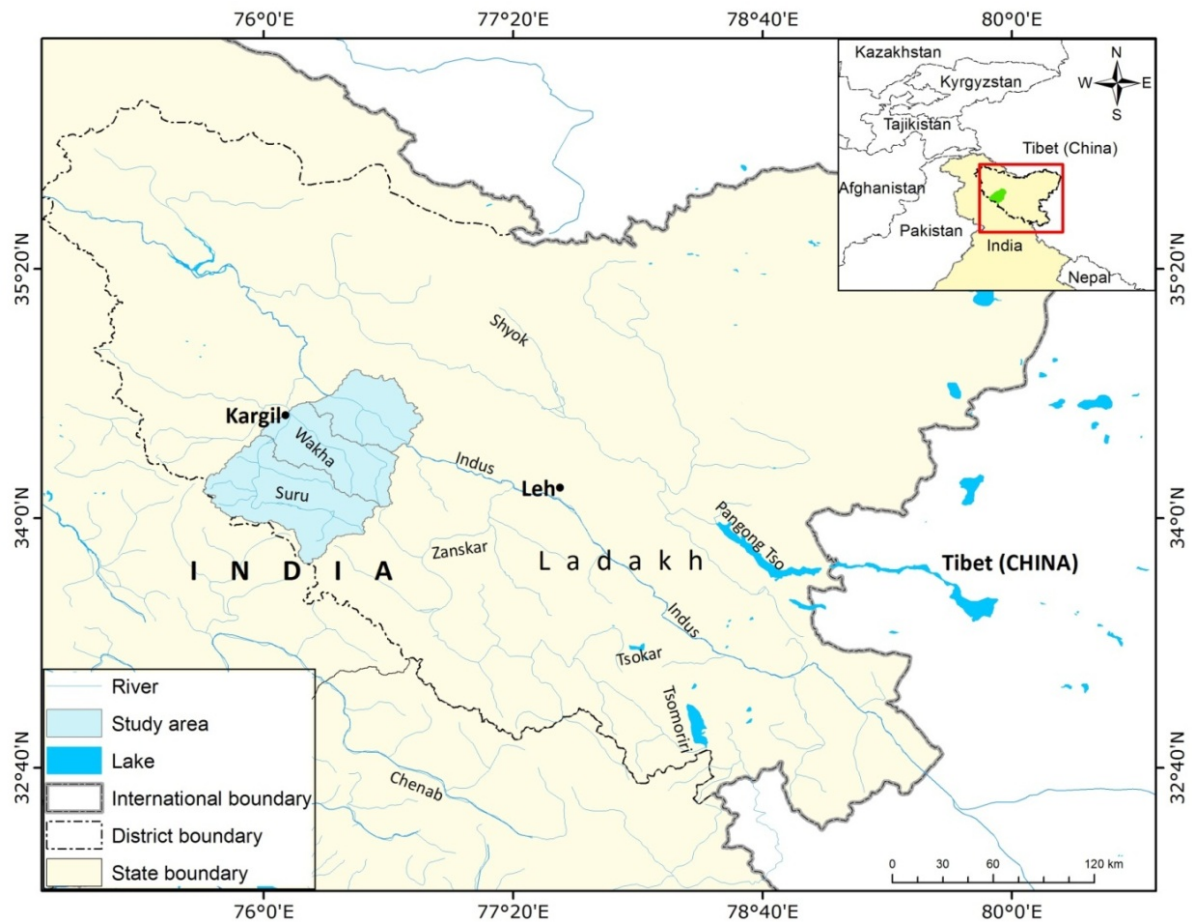 76°0'E 77°20'E 78°40'E 80°0'E
Kazakhstan
N
Kyrgyzstan
W E
S
Tajikistan
Tibet (China)
Afghanistan
Pakistan
India
Nepal
35°20'N
35°20'N
Shyok
Kargil
Wakha
Indus
Leh
Suru
34°0'N
34°0'N
Pangong Tso
Zanskar
Ladakh
Tibet (CHINA)
INDIA
Indus
Tsokar
Tsomoriri
River
Study area
Lake
International boundary
District boundary
State boundary
32°40'N
32°40'N
Chenab
0 30 60 120 km
76°0'E 77°20'E 78°40'E 80°0'E